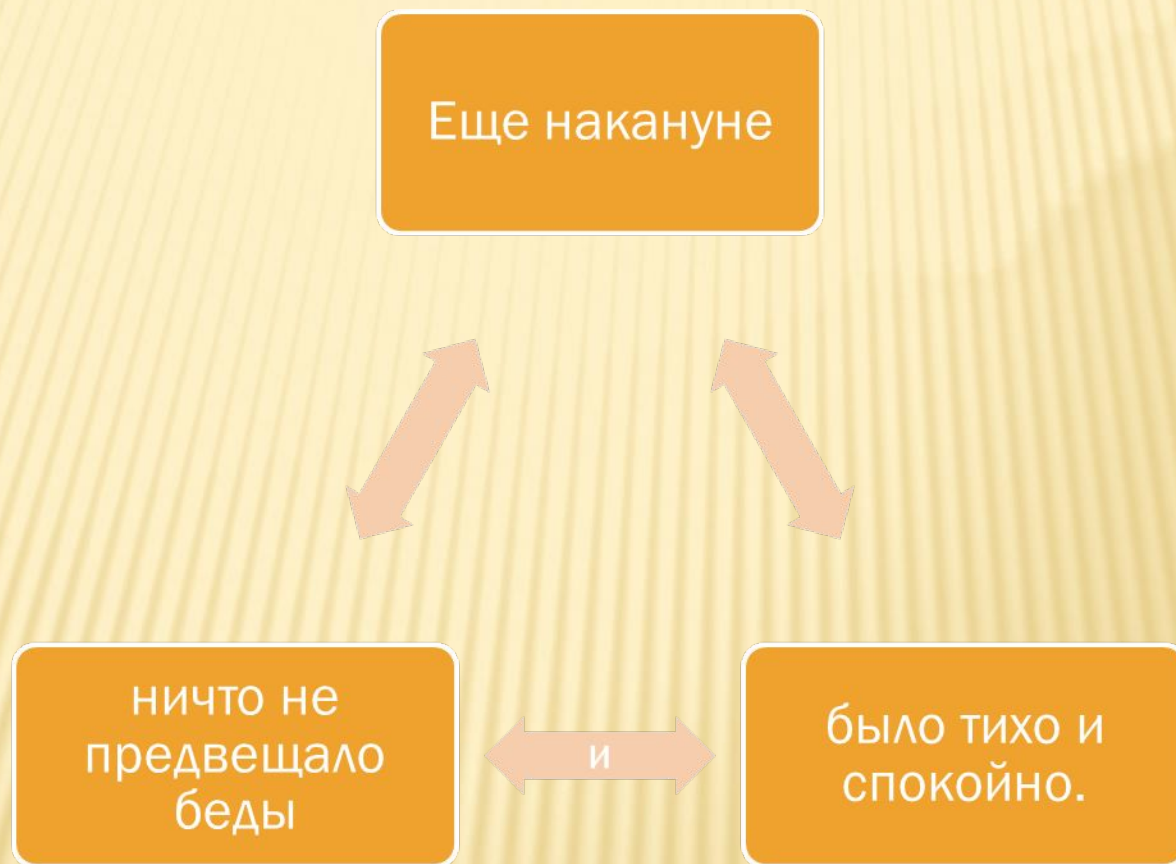 Еще накануне
ничто не
предвещало
беды
и
было тихо и
спокойно.